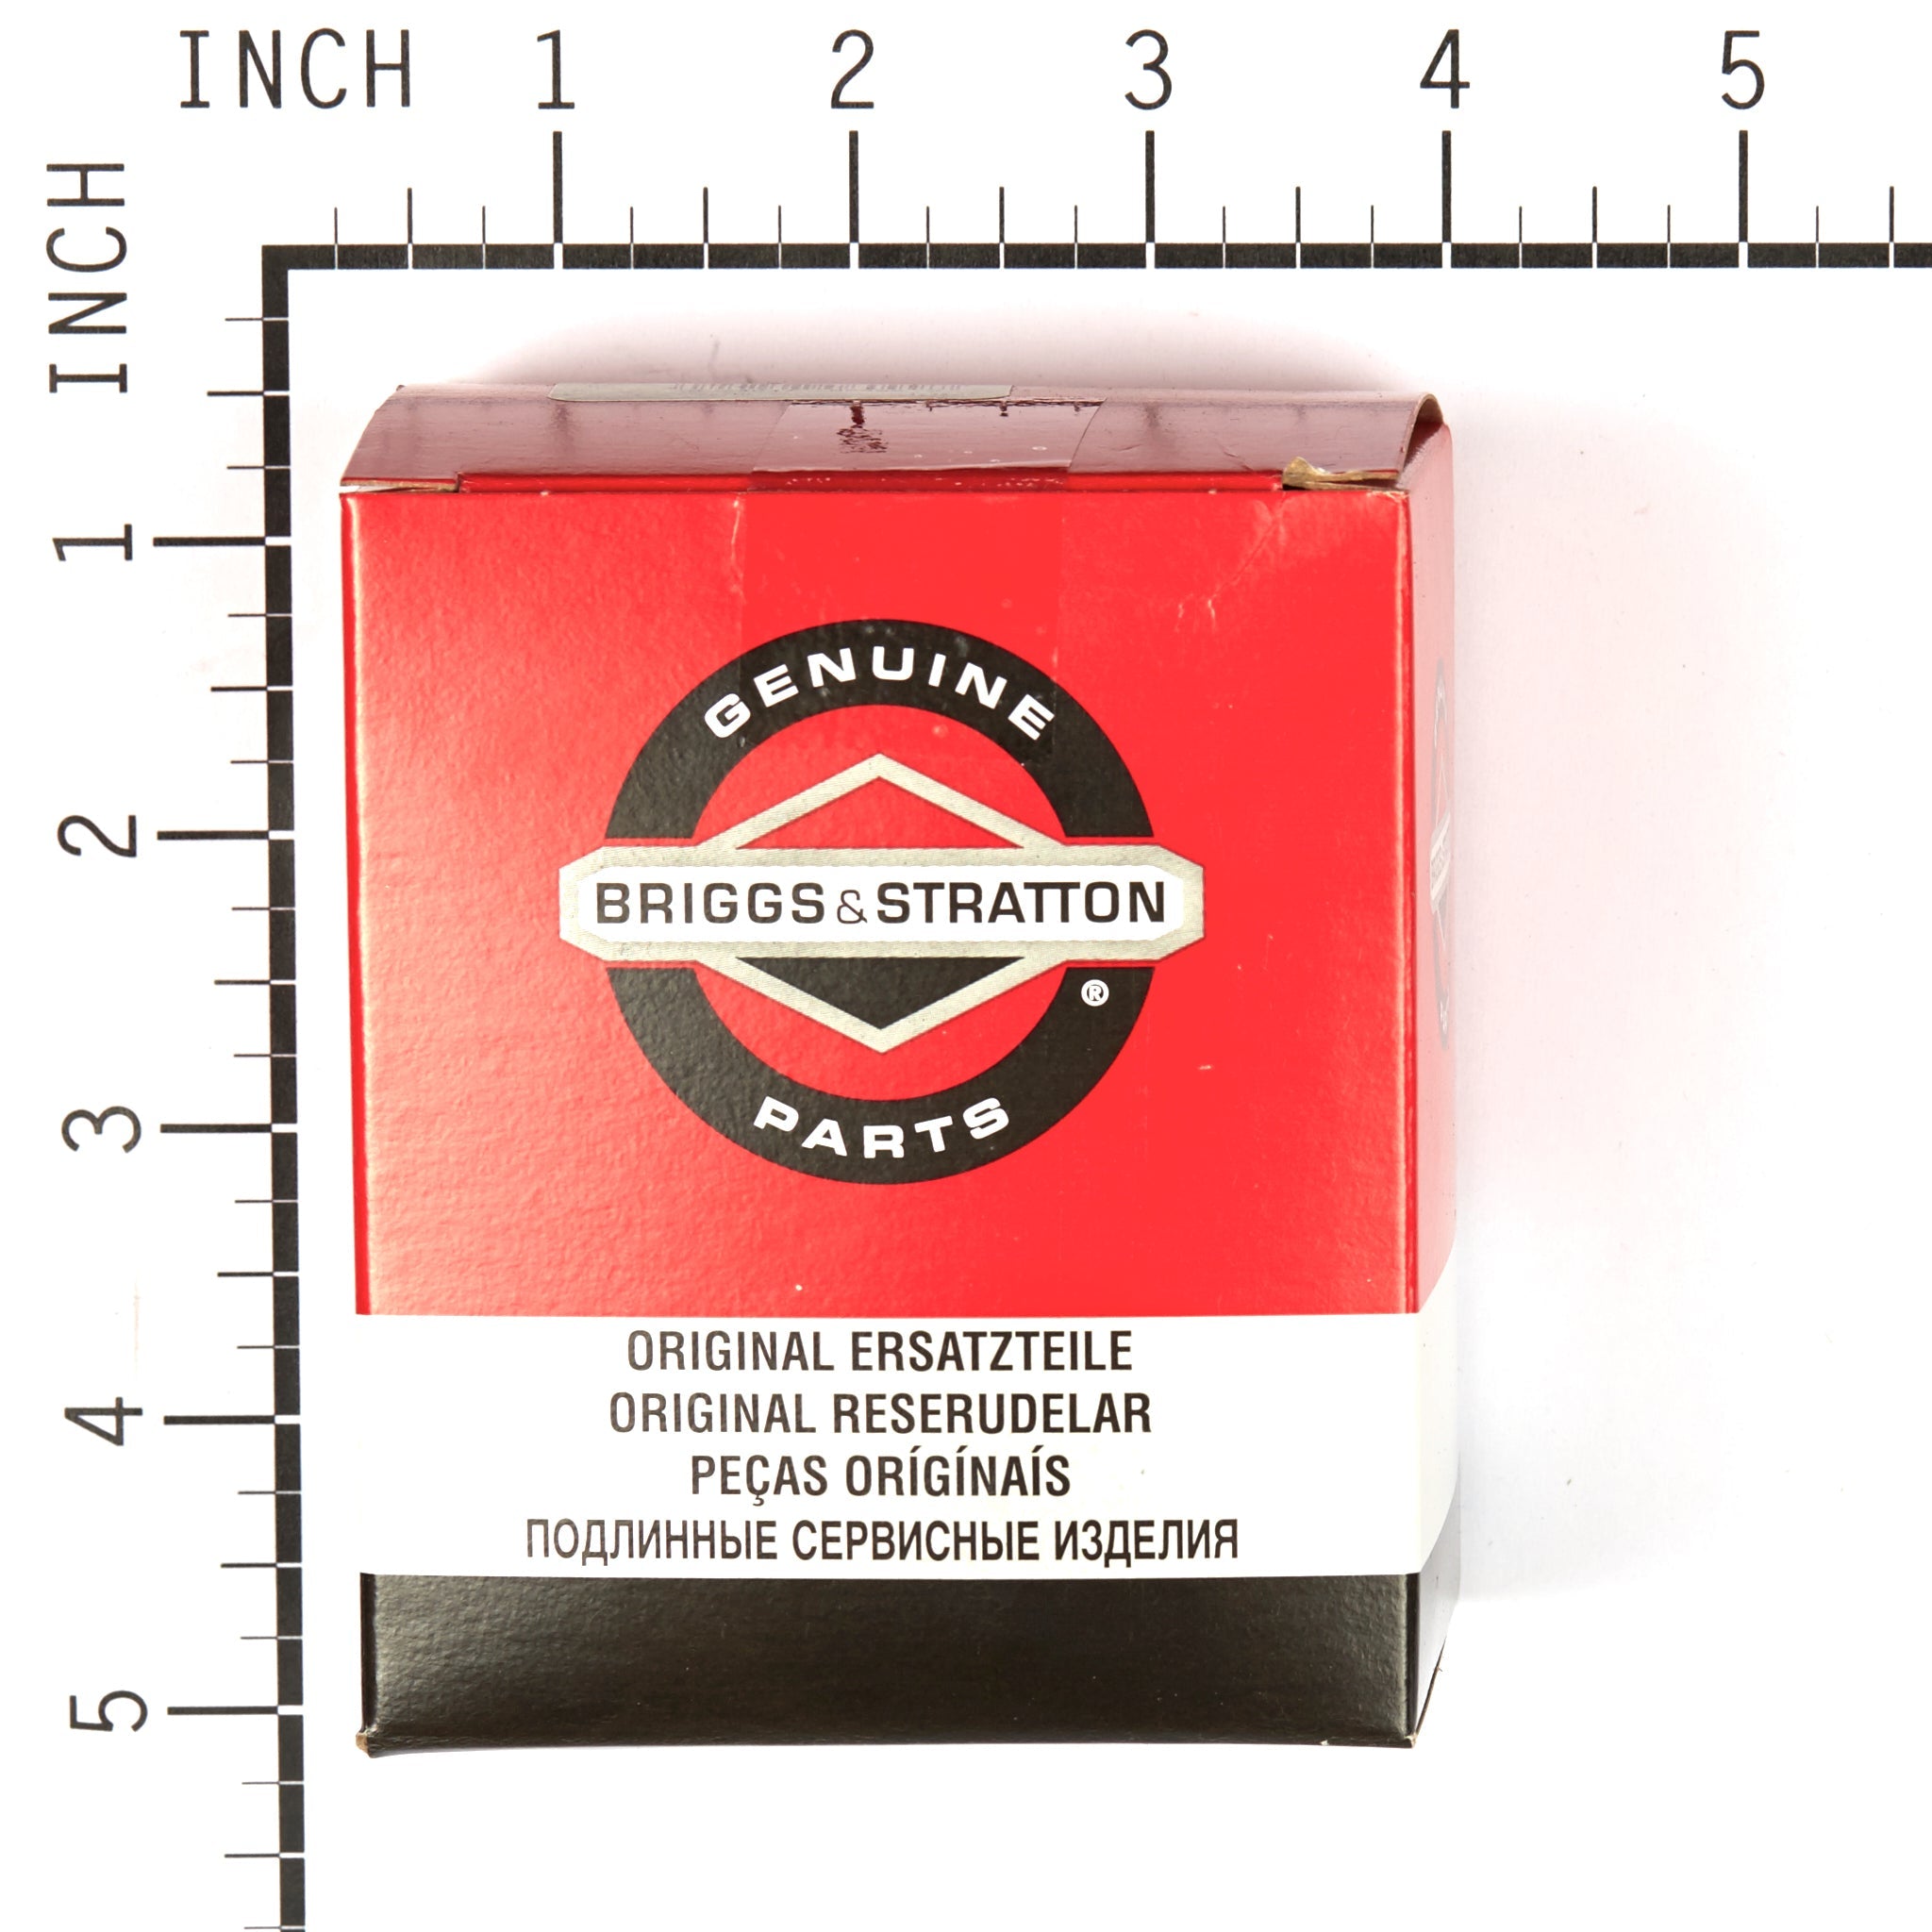 INCH 1 2 3 4 5
INCH
1
2
3
4
5
GENUINE
BRIGGS & STRATTON
®
PARTS
ORIGINAL ERSATZTEILE
ORIGINAL RESERUDELAR
PEÇAS ORÍGÍNAÍS
ПОДЛИННЫЕ СЕРВИСНЫЕ ИЗДЕЛИЯ